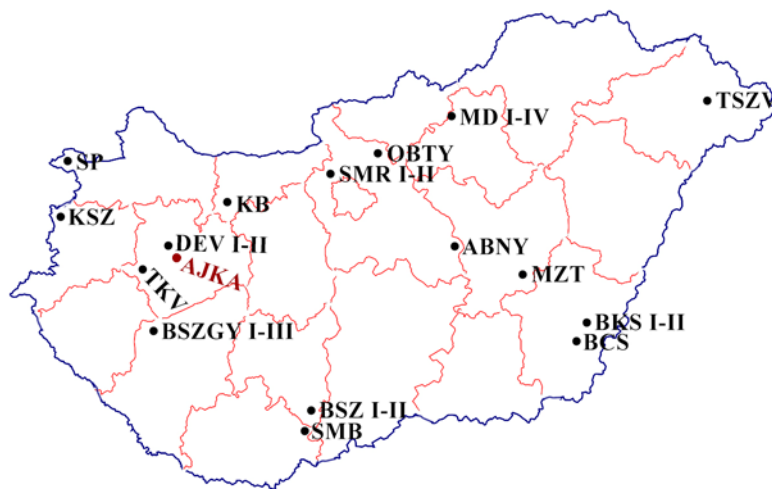 TSZV
MD I-IV
OBTY
SP
SMR I-II
KB
KSZ
DEV I-II
ABNY
AJKA
TKV
MZT
BKS I-II
BSZGY I-III
BCS
BSZ I-II
SMB